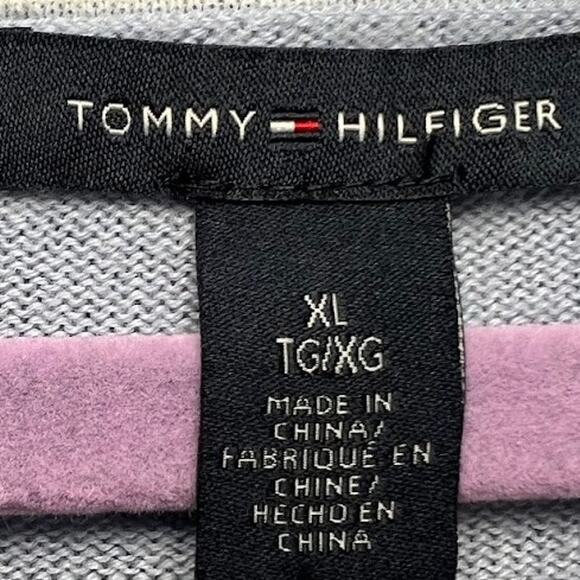 TOMMY HILFIGER
XL
TG/XG
MADE IN
CHINA/
FABRIQUÉ EN
CHINE/
HECHO EN
CHINA